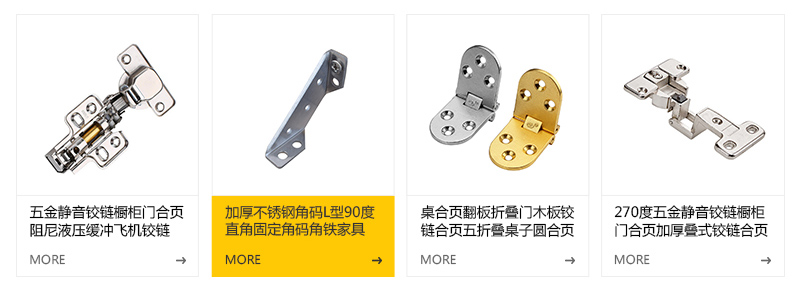 五金静音铰链橱柜门合页
阻尼液压缓冲飞机铰链
MORE →
加厚不锈钢角码L型90度
直角固定角码角铁家具
MORE →
桌合页翻板折叠门木板铰
链合页五折叠桌子圆合页
MORE →
270度五金静音铰链橱柜
门合页加厚叠式铰链合页
MORE →